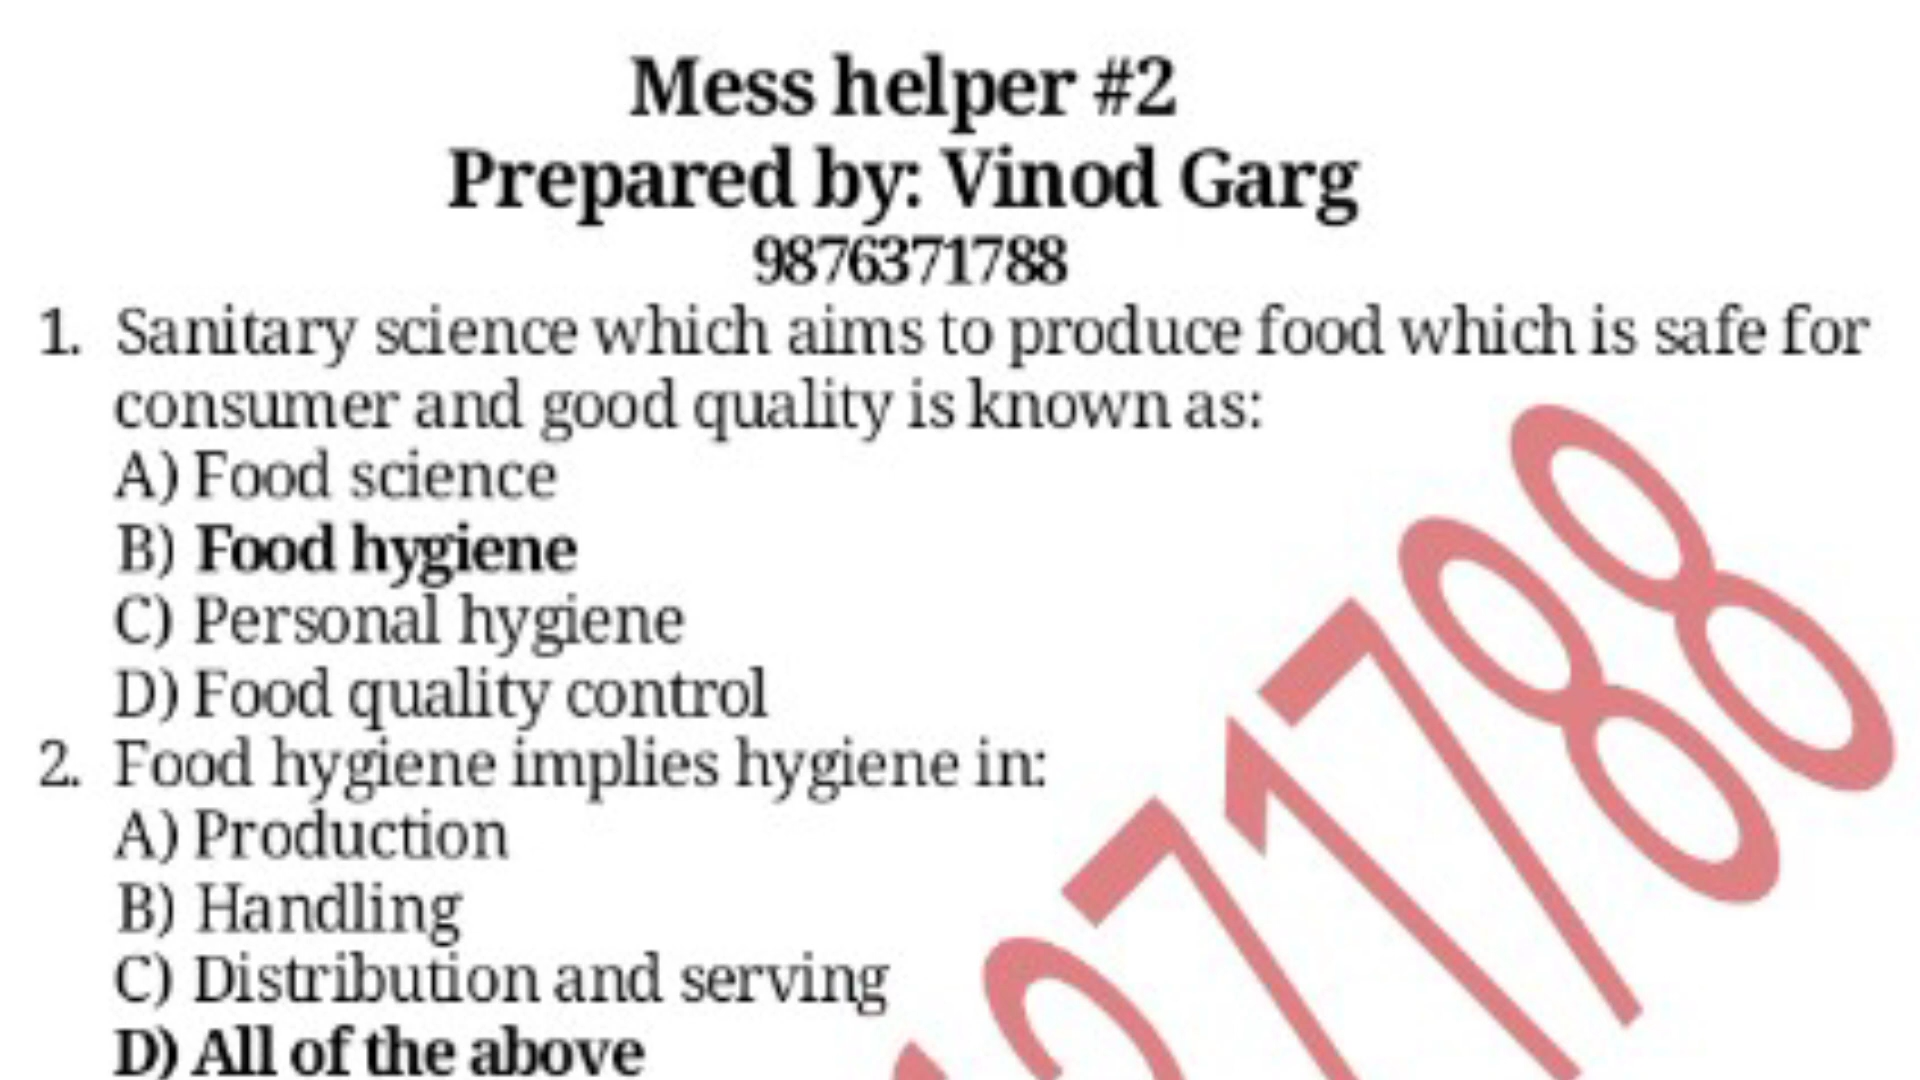 Mess helper #2
Prepared by: Vinod Garg
9876371788
1. Sanitary science which aims to produce food which is safe for
consumer and good quality is known as:
A) Food science
B) Food hygiene
C) Personal hygiene
D) Food quality control
2. Food hygiene implies hygiene in:
A) Production
B) Handling
C) Distribution and serving
D) All of the above
71788